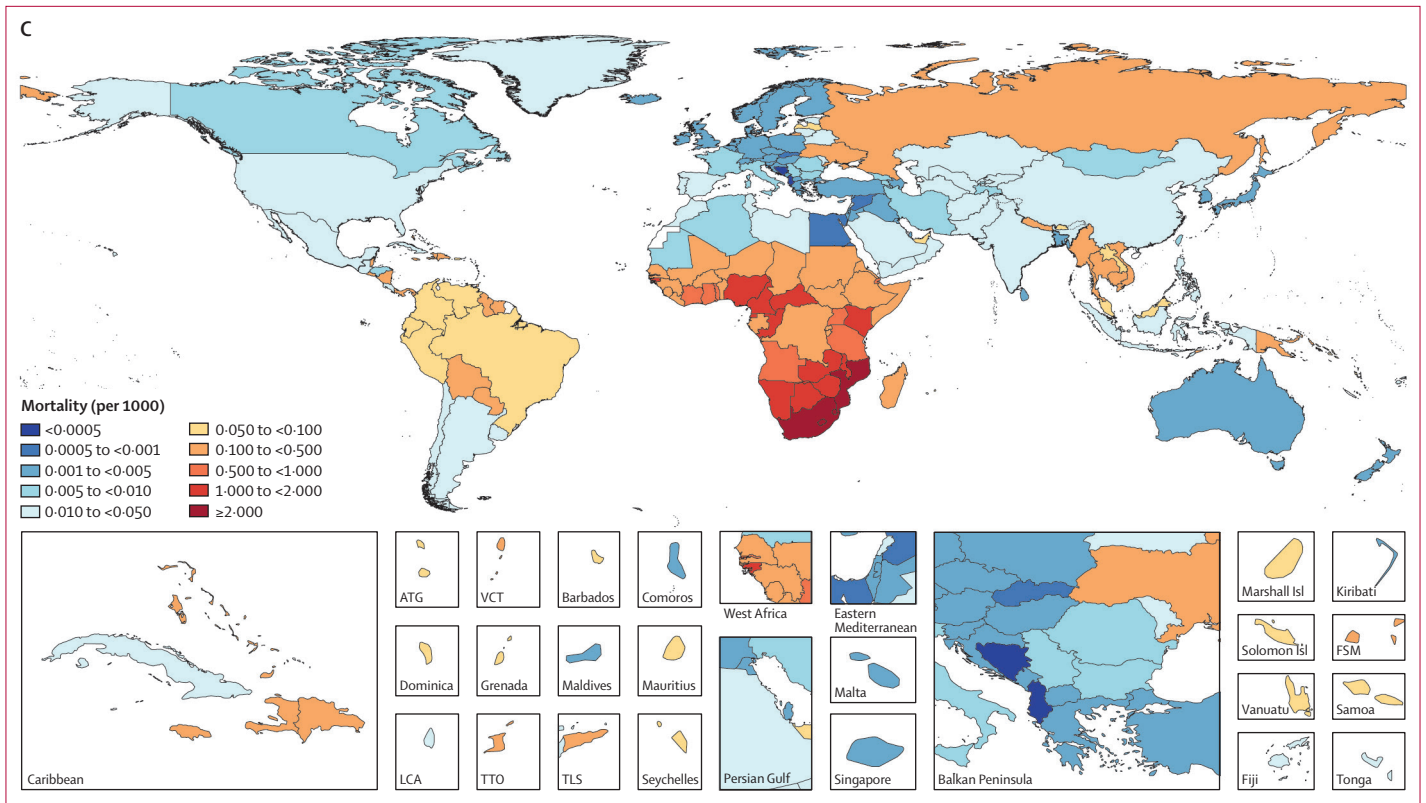 C
Mortality (per 1000)
<0·0005
0·0005 to <0·001
0·001 to <0·005
0·005 to <0·010
0·010 to <0·050
0·050 to <0·100
0·100 to <0·500
0·500 to <1·000
1·000 to <2·000
≥2·000
Caribbean
ATG
VCT
Barbados
Comoros
West Africa
Eastern
Mediterranean
Marshall Isl
Kiribati
Dominica
Grenada
Maldives
Mauritius
Malta
Solomon Isl
FSM
Vanuatu
Samoa
LCA
TTO
TLS
Seychelles
Persian Gulf
Singapore
Balkan Peninsula
Fiji
Tonga